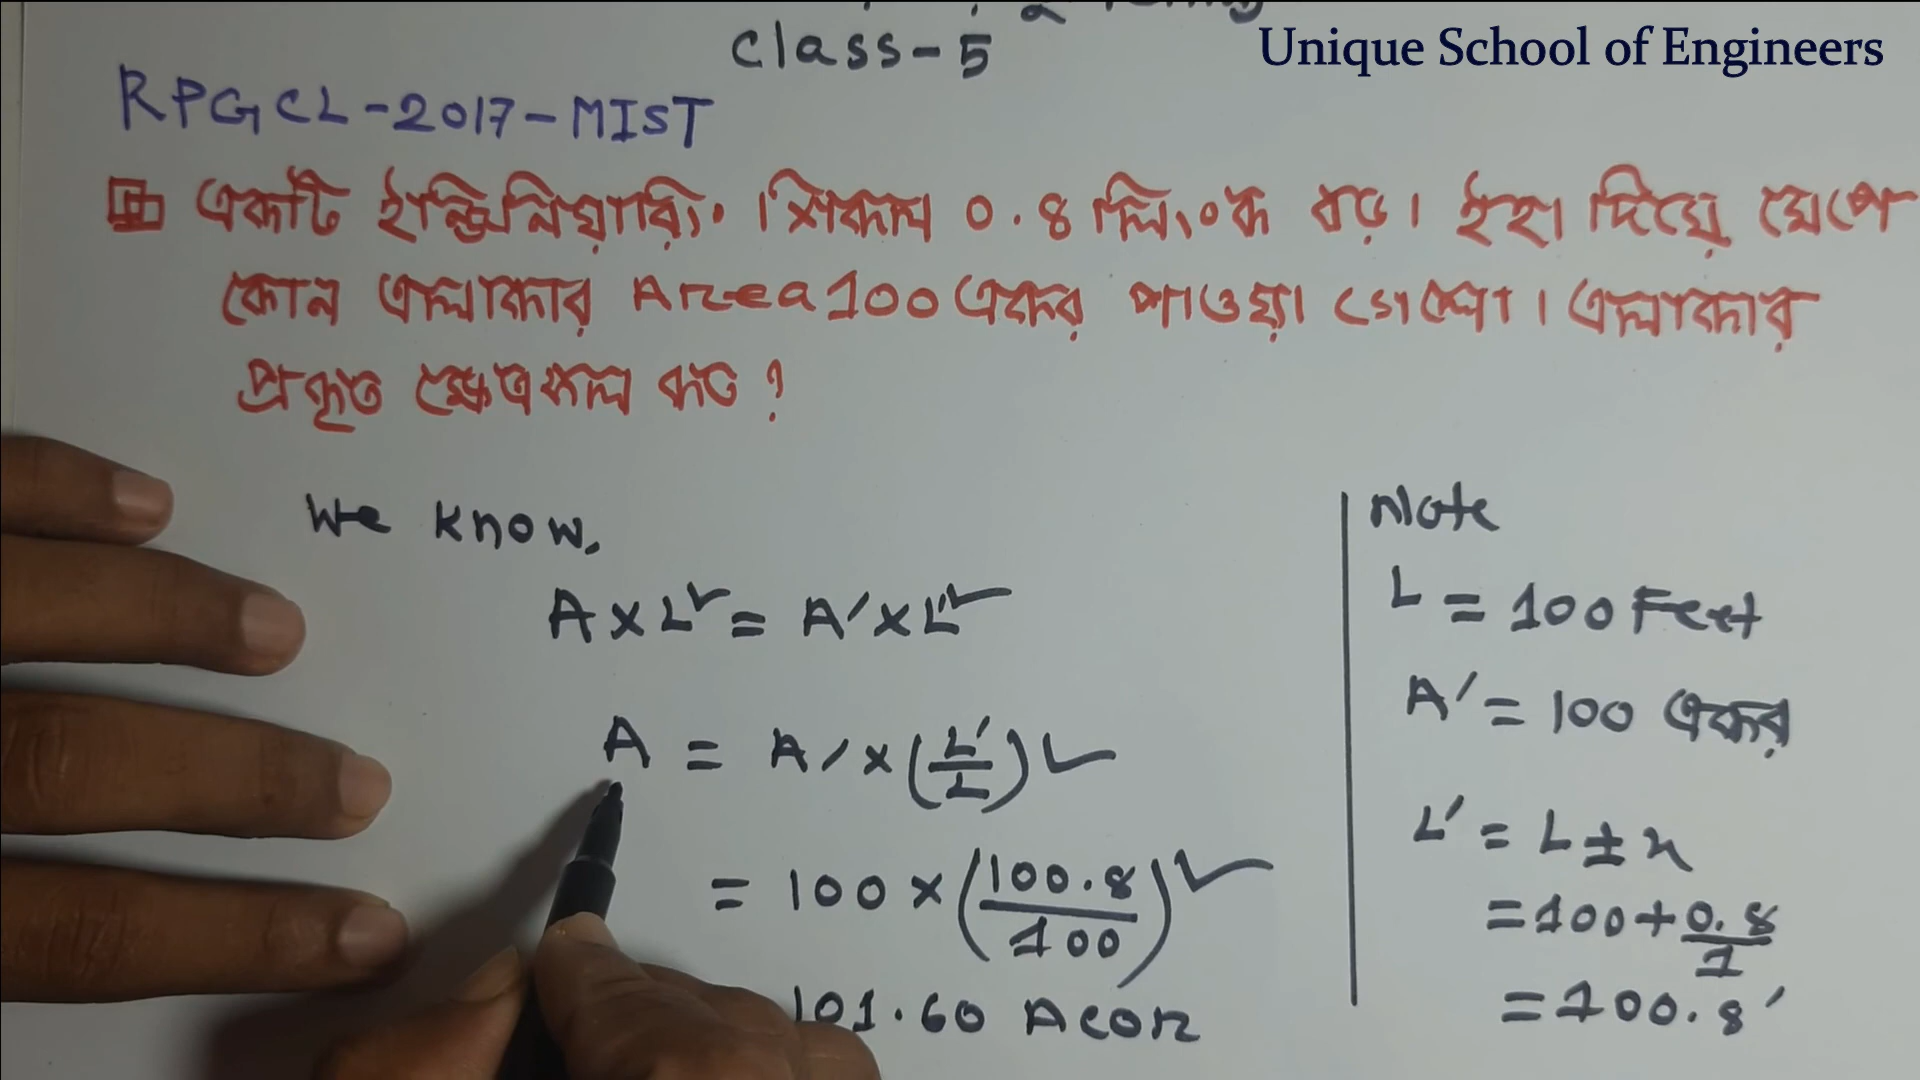 class-5
Unique School of Engineers
RPGCL-2017-MIST
একটি ইঞ্জিনিয়ারিং শিকল 0.8 লিংক বড়। ইহা দিয়ে মেপে
কোন এলাকার Area 100 একর পাওয়া গেলো। এলাকার
প্রকৃত ক্ষেত্রফল কত?
We know,
A×L² = A′×L′²
A = A′×(L′/L)²
= 100×(100.8/100)²
101.60 Acor
Note
L = 100 Feet
A′ = 100 একর
L′ = L±x
=100+0.8/1
=100.8′